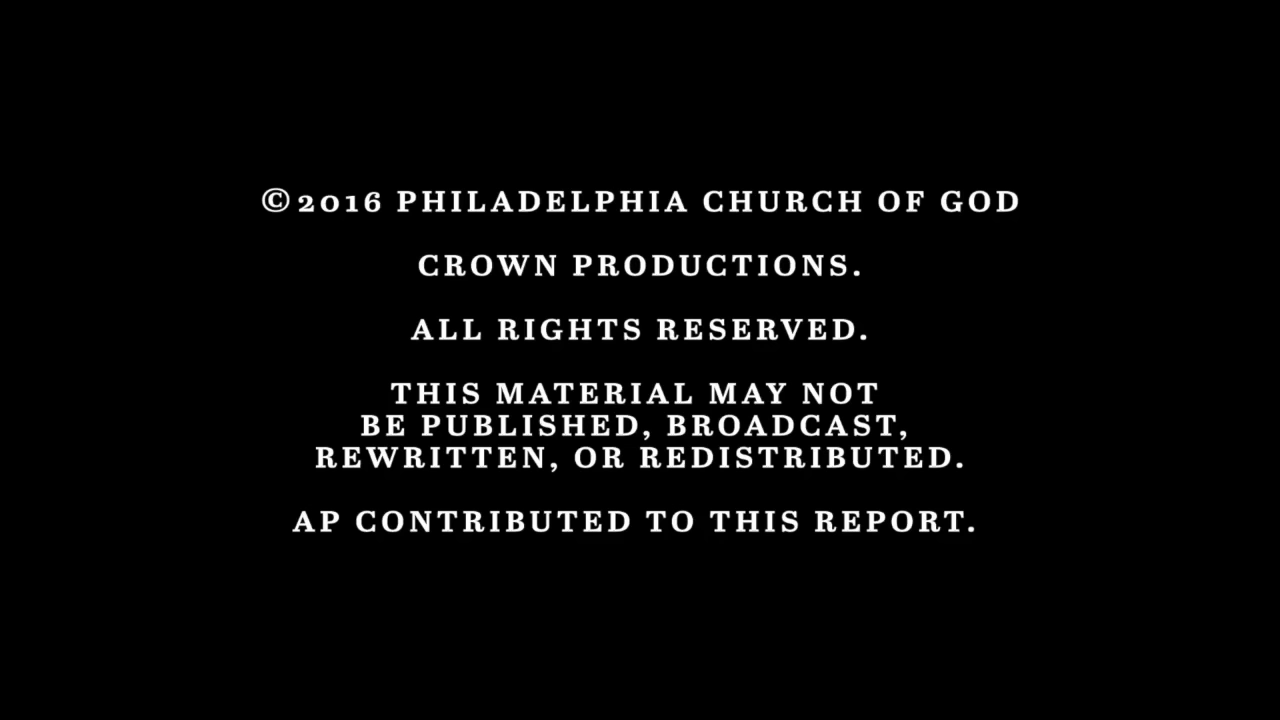 ©2016 PHILADELPHIA CHURCH OF GOD
CROWN PRODUCTIONS.
ALL RIGHTS RESERVED.
THIS MATERIAL MAY NOT
BE PUBLISHED, BROADCAST,
REWRITTEN, OR REDISTRIBUTED.
AP CONTRIBUTED TO THIS REPORT.